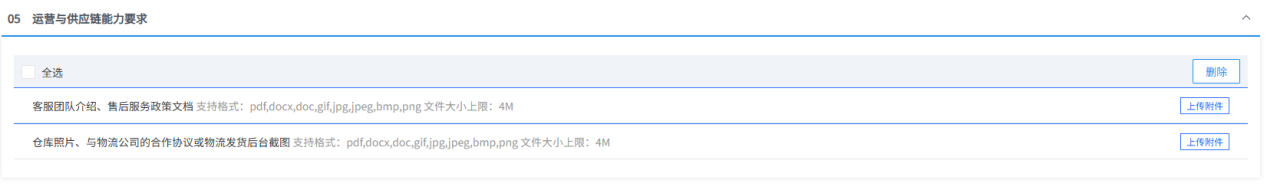 05 运营与供应链能力要求
全选 删除
客服团队介绍、售后服务政策文档 支持格式：pdf,docx,doc,gif,jpg,jpeg,bmp,png 文件大小上限：4M 上传附件
仓库照片、与物流公司的合作协议或物流发货后台截图 支持格式：pdf,docx,doc,gif,jpg,jpeg,bmp,png 文件大小上限：4M 上传附件